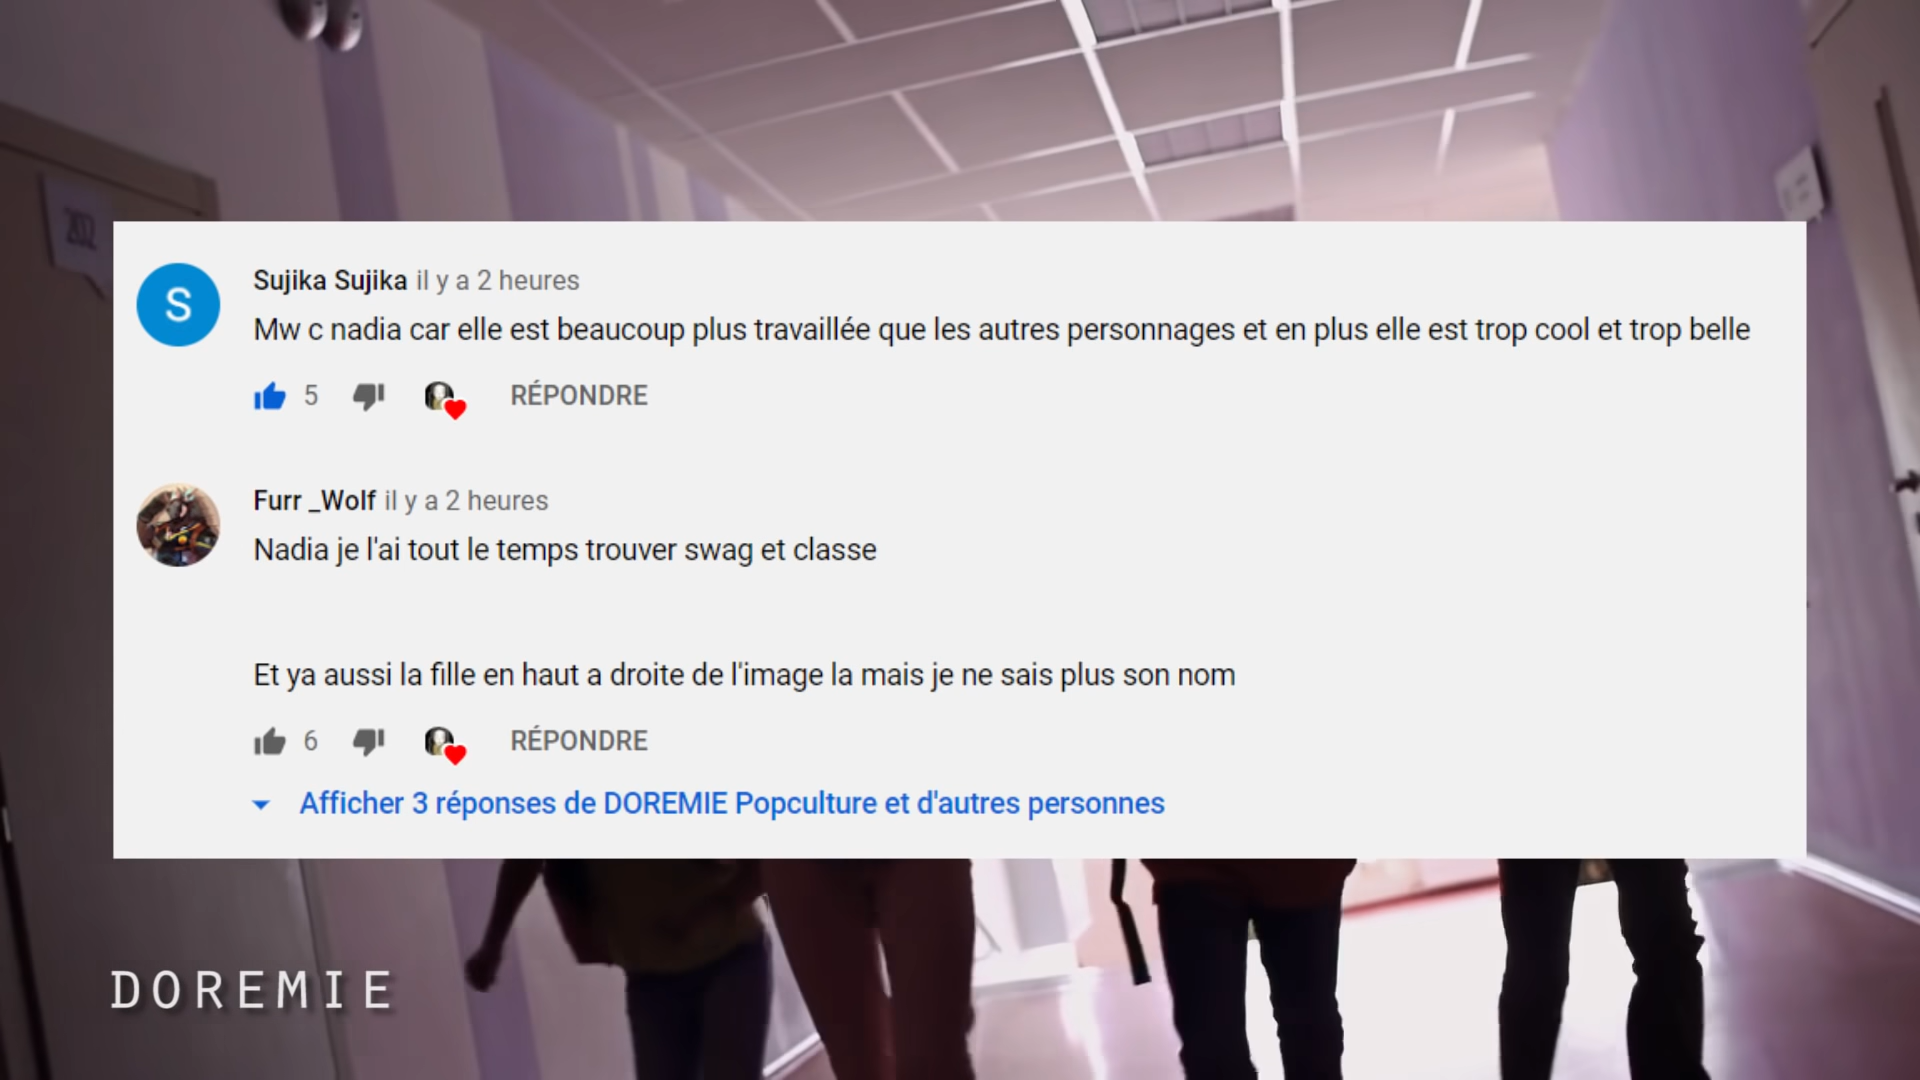 202
Sujika Sujika il y a 2 heures
S
Mw c nadia car elle est beaucoup plus travaillée que les autres personnages et en plus elle est trop cool et trop belle
5 RÉPONDRE
Furr _Wolf il y a 2 heures
Nadia je l'ai tout le temps trouver swag et classe
Et ya aussi la fille en haut a droite de l'image la mais je ne sais plus son nom
6 RÉPONDRE
Afficher 3 réponses de DOREMIE Popculture et d'autres personnes
DOREMIE